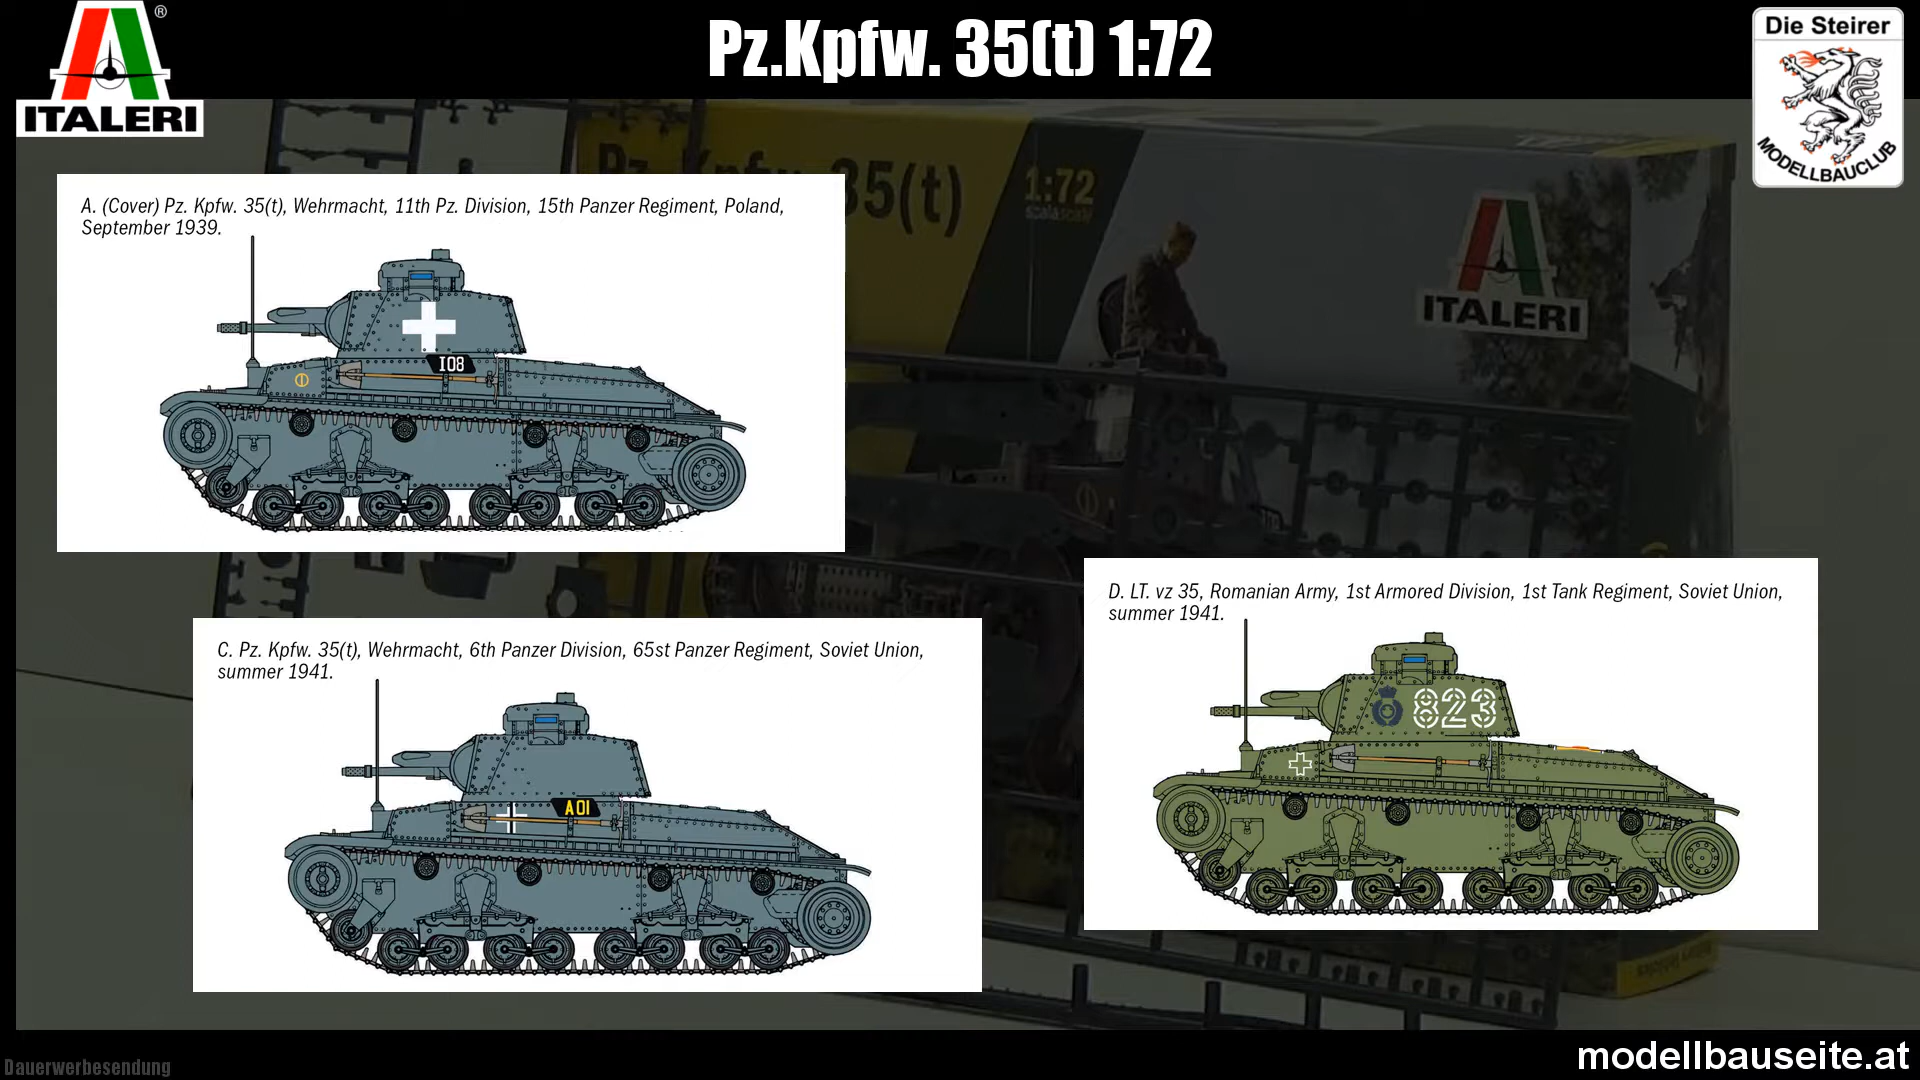 Pz.Kpfw. 35(t) 1:72
ITALERI
®
Die Steirer
MODELLBAUCLUB
Pz. Kpfw. 35(t)
1:72
ITALERI
A. (Cover) Pz. Kpfw. 35(t), Wehrmacht, 11th Pz. Division, 15th Panzer Regiment, Poland,
September 1939.
I08
D. LT. vz 35, Romanian Army, 1st Armored Division, 1st Tank Regiment, Soviet Union,
summer 1941.
823
C. Pz. Kpfw. 35(t), Wehrmacht, 6th Panzer Division, 65st Panzer Regiment, Soviet Union,
summer 1941.
A01
Dauerwerbesendung
modellbauseite.at